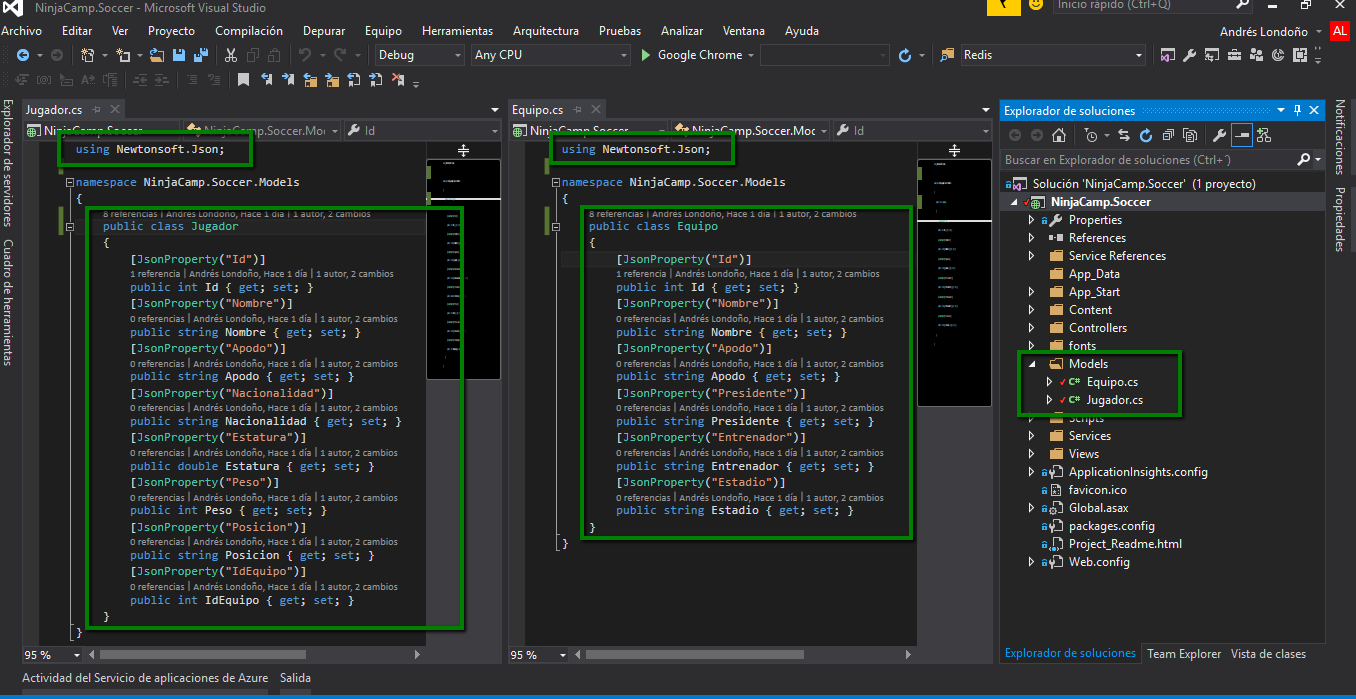 NinjaCamp.Soccer - Microsoft Visual Studio
Inicio rápido (Ctrl+Q)
Archivo Editar Ver Proyecto Compilación Depurar Equipo Herramientas Arquitectura Pruebas Analizar Ventana Ayuda
Andrés Londoño AL
Debug Any CPU Google Chrome Redis
Explorador de servidores
Cuadro de herramientas
Jugador.cs
NinjaCamp.Soccer NinjaCamp.Soccer.Mo Id
using Newtonsoft.Json;
namespace NinjaCamp.Soccer.Models
{
8 referencias | Andrés Londoño, Hace 1 día | 1 autor, 2 cambios
public class Jugador
{
[JsonProperty("Id")]
1 referencia | Andrés Londoño, Hace 1 día | 1 autor, 2 cambios
public int Id { get; set; }
[JsonProperty("Nombre")]
0 referencias | Andrés Londoño, Hace 1 día | 1 autor, 2 cambios
public string Nombre { get; set; }
[JsonProperty("Apodo")]
0 referencias | Andrés Londoño, Hace 1 día | 1 autor, 2 cambios
public string Apodo { get; set; }
[JsonProperty("Nacionalidad")]
0 referencias | Andrés Londoño, Hace 1 día | 1 autor, 2 cambios
public string Nacionalidad { get; set; }
[JsonProperty("Estatura")]
0 referencias | Andrés Londoño, Hace 1 día | 1 autor, 2 cambios
public double Estatura { get; set; }
[JsonProperty("Peso")]
0 referencias | Andrés Londoño, Hace 1 día | 1 autor, 2 cambios
public int Peso { get; set; }
[JsonProperty("Posicion")]
0 referencias | Andrés Londoño, Hace 1 día | 1 autor, 2 cambios
public string Posicion { get; set; }
[JsonProperty("IdEquipo")]
0 referencias | Andrés Londoño, Hace 1 día | 1 autor, 2 cambios
public int IdEquipo { get; set; }
}
}
95 %
Equipo.cs
NinjaCamp.Soccer NinjaCamp.Soccer.Moc Id
using Newtonsoft.Json;
namespace NinjaCamp.Soccer.Models
{
8 referencias | Andrés Londoño, Hace 1 día | 1 autor, 2 cambios
public class Equipo
{
[JsonProperty("Id")]
1 referencia | Andrés Londoño, Hace 1 día | 1 autor, 2 cambios
public int Id { get; set; }
[JsonProperty("Nombre")]
0 referencias | Andrés Londoño, Hace 1 día | 1 autor, 2 cambios
public string Nombre { get; set; }
[JsonProperty("Apodo")]
0 referencias | Andrés Londoño, Hace 1 día | 1 autor, 2 cambios
public string Apodo { get; set; }
[JsonProperty("Presidente")]
0 referencias | Andrés Londoño, Hace 1 día | 1 autor, 2 cambios
public string Presidente { get; set; }
[JsonProperty("Entrenador")]
0 referencias | Andrés Londoño, Hace 1 día | 1 autor, 2 cambios
public string Entrenador { get; set; }
[JsonProperty("Estadio")]
0 referencias | Andrés Londoño, Hace 1 día | 1 autor, 2 cambios
public string Estadio { get; set; }
}
}
95 %
Explorador de soluciones
Buscar en Explorador de soluciones (Ctrl+´)
Solución 'NinjaCamp.Soccer' (1 proyecto)
NinjaCamp.Soccer
Properties
References
Service References
App_Data
App_Start
Content
Controllers
fonts
Models
C# Equipo.cs
C# Jugador.cs
Scripts
Services
Views
ApplicationInsights.config
favicon.ico
Global.asax
packages.config
Project_Readme.html
Web.config
Explorador de soluciones Team Explorer Vista de clases
Notificaciones
Propiedades
Actividad del Servicio de aplicaciones de Azure Salida